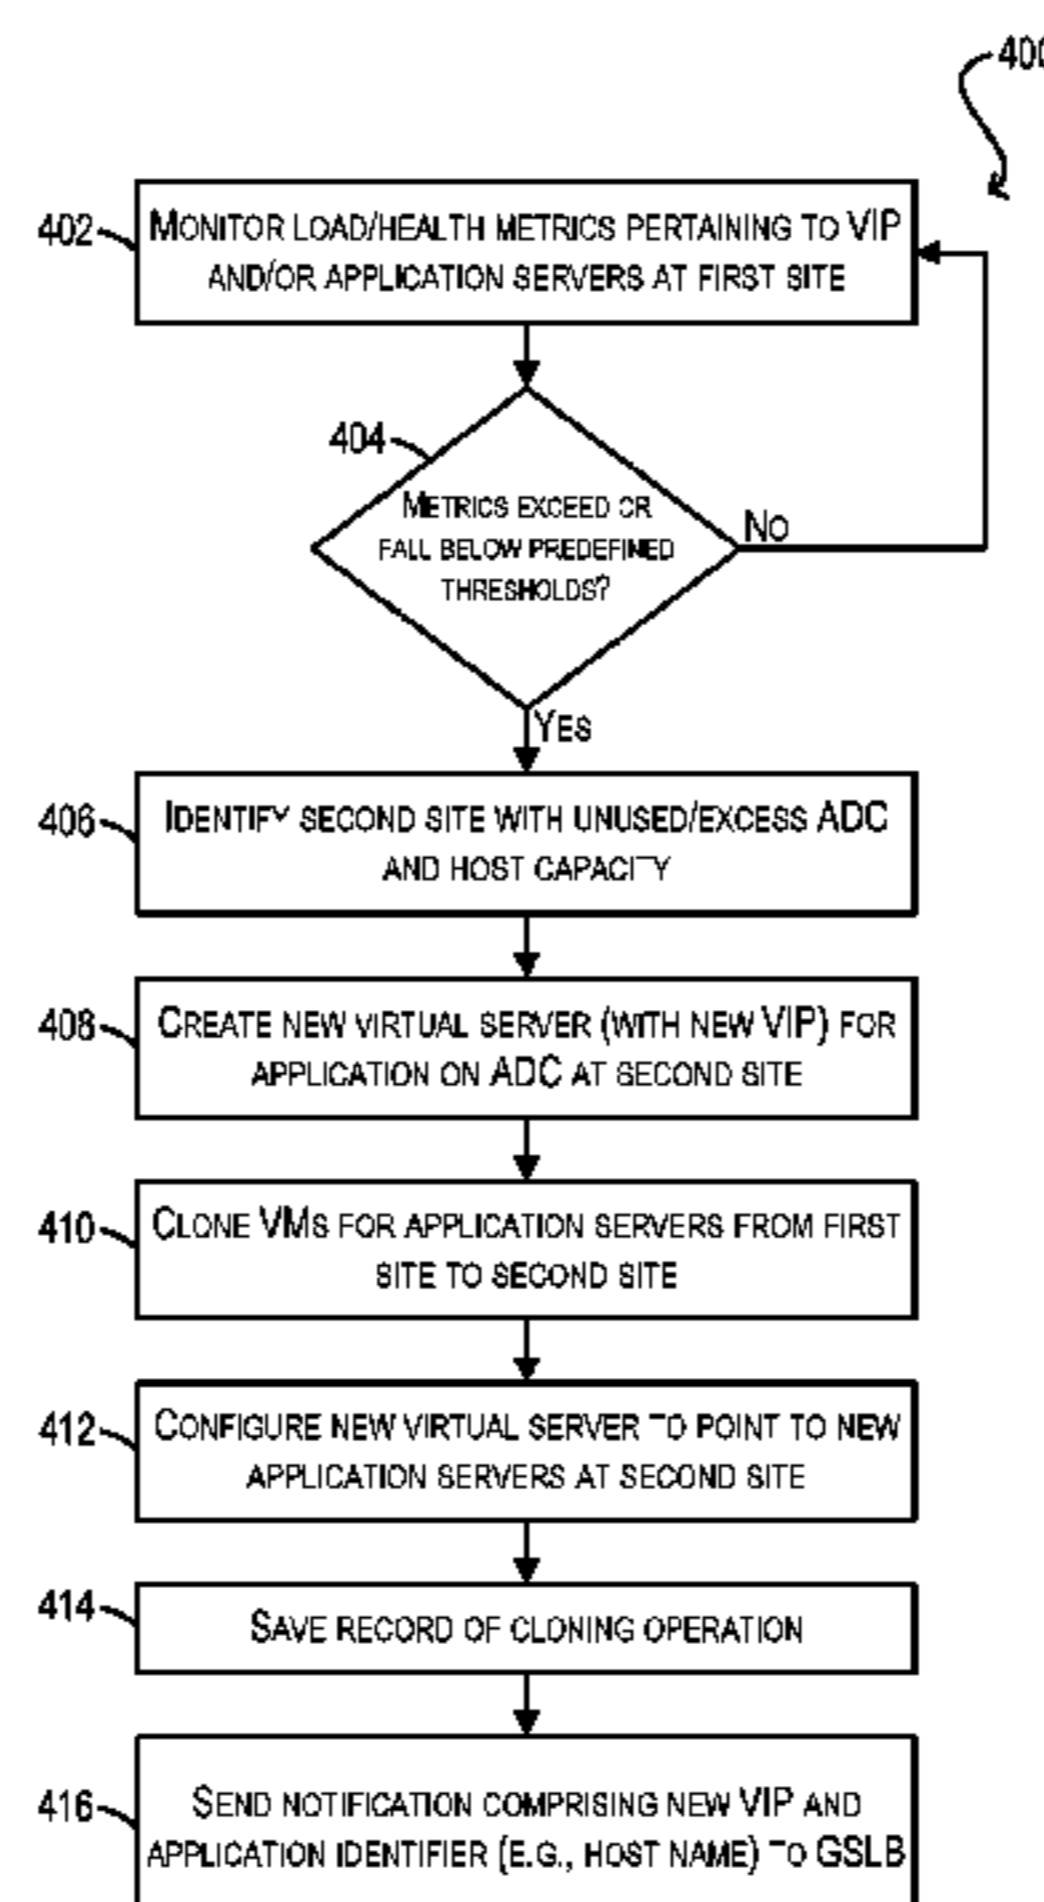 400
402
MONITOR LOAD/HEALTH METRICS PERTAINING TO VIP
AND/OR APPLICATION SERVERS AT FIRST SITE
404
METRICS EXCEED OR
FALL BELOW PREDEFINED
THRESHOLDS?
NO
YES
406
IDENTIFY SECOND SITE WITH UNUSED/EXCESS ADC
AND HOST CAPACITY
408
CREATE NEW VIRTUAL SERVER (WITH NEW VIP) FOR
APPLICATION ON ADC AT SECOND SITE
410
CLONE VMS FOR APPLICATION SERVERS FROM FIRST
SITE TO SECOND SITE
412
CONFIGURE NEW VIRTUAL SERVER TO POINT TO NEW
APPLICATION SERVERS AT SECOND SITE
414
SAVE RECORD OF CLONING OPERATION
416
SEND NOTIFICATION COMPRISING NEW VIP AND
APPLICATION IDENTIFIER (E.G., HOST NAME) TO GSLB